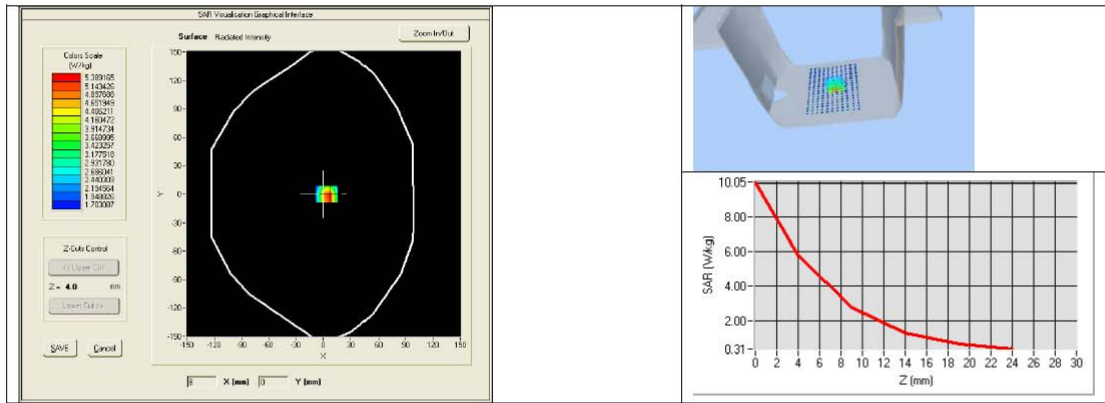 SAR Visualisation Graphical Interface
Surface Radiated Intensity
Zoom In/Out
Colors Scale
(W/kg)
5.389165
5.143426
4.897688
4.651949
4.406211
4.160472
3.914734
3.668995
3.423257
3.177518
2.931780
2.686041
2.440303
2.194564
1.948826
1.703087
150-
120-
90-
60-
30-
Y
0-
-30-
-60-
-90-
-120-
-150-
-150 -120 -90 -60 -30 0 30 60 90 120 150
X
Z-Cuts Control
Z = 4.0 mm
SAVE Cancel
8 X (mm) 0 Y (mm)
10.05-
8.00-
6.00-
4.00-
2.00-
0.31-
SAR (W/kg)
0 2 4 6 8 10 12 14 16 18 20 22 24 26 28 30
Z (mm)